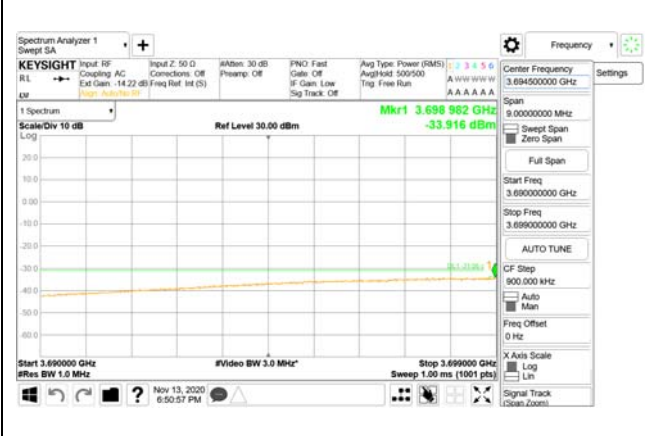 Spectrum Analyzer 1
Swept SA
Frequency
KEYSIGHT
Input: RF
Input Z: 50 Ω
#Atten: 30 dB
PNO: Fast
Avg Type: Power (RMS)
1 2 3 4 5 6
RL
Coupling: AC
Corrections: Off
Preamp: Off
Gate: Off
Avg|Hold: 500/500
A W W W W W
Ext Gain: -14.22 dB
Freq Ref: Int (S)
IF Gain: Low
Trig: Free Run
Align: Auto/No RF
Sig Track: Off
A A A A A A
1 Spectrum
Mkr1 3.698 982 GHz
Scale/Div 10 dB
Ref Level 30.00 dBm
-33.916 dBm
Log
20.0
10.0
0.00
-10.0
-20.0
-30.0
-40.0
-50.0
-60.0
1
Start 3.690000 GHz
#Video BW 3.0 MHz*
Stop 3.699000 GHz
#Res BW 1.0 MHz
Sweep 1.00 ms (1001 pts)
?
Nov 13, 2020
6:50:57 PM
Center Frequency
3.694500000 GHz
Settings
Span
9.00000000 MHz
Swept Span
Zero Span
Full Span
Start Freq
3.690000000 GHz
Stop Freq
3.699000000 GHz
AUTO TUNE
CF Step
900.000 kHz
Auto
Man
Freq Offset
0 Hz
X Axis Scale
Log
Lin
Signal Track
(Span Zoom)